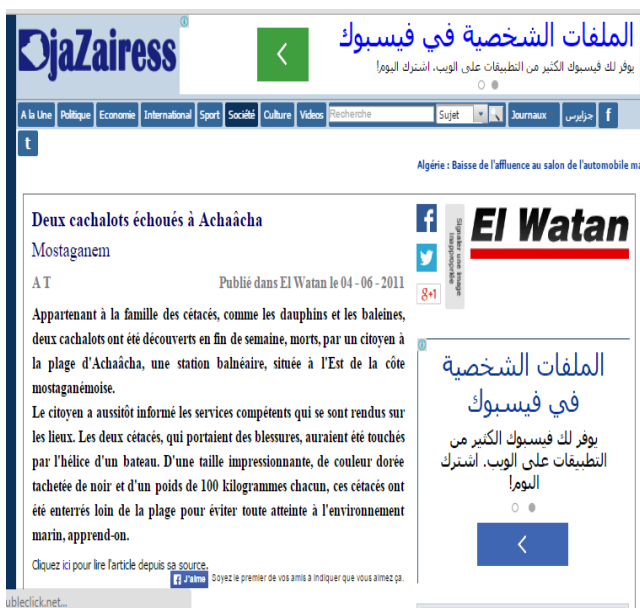 DjaZairess
الملفات الشخصية في فيسبوك
يوفر لك فيسبوك الكثير من التطبيقات على الويب. اشترك اليوم!
A la Une Politique Economie International Sport Société Culture Videos Recherche Sujet Journaux جزايرس f
t
Algérie : Baisse de l'affluence au salon de l'automobile ma
Deux cachalots échoués à Achaâcha
Mostaganem
A T Publié dans El Watan le 04 - 06 - 2011
Appartenant à la famille des cétacés, comme les dauphins et les baleines,
deux cachalots ont été découverts en fin de semaine, morts, par un citoyen à
la plage d'Achaâcha, une station balnéaire, située à l'Est de la côte
mostaganémoise.
Le citoyen a aussitôt informé les services compétents qui se sont rendus sur
les lieux. Les deux cétacés, qui portaient des blessures, auraient été touchés
par l'hélice d'un bateau. D'une taille impressionnante, de couleur dorée
tachetée de noir et d'un poids de 100 kilogrammes chacun, ces cétacés ont
été enterrés loin de la plage pour éviter toute atteinte à l'environnement
marin, apprend-on.
Cliquez ici pour lire l'article depuis sa source.
J'aime Soyez le premier de vos amis à indiquer que vous aimez ça.
f
8+1
Signaler une image
inappropriée
El Watan
الملفات الشخصية
في فيسبوك
يوفر لك فيسبوك الكثير من
التطبيقات على الويب. اشترك
اليوم!
ubleclick.net...